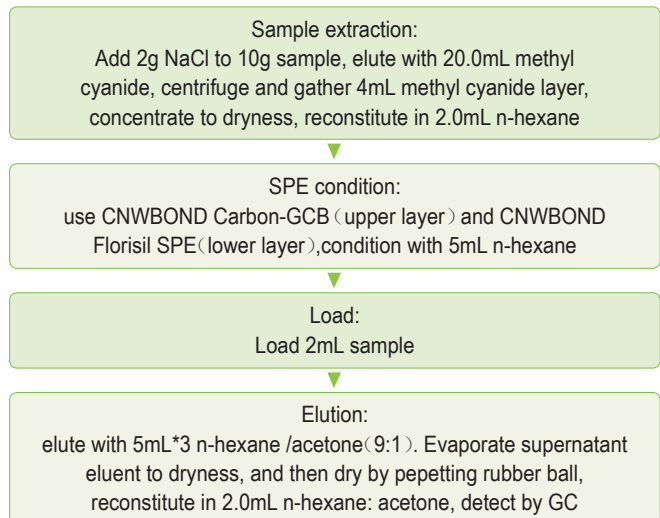 Sample extraction:
Add 2g NaCl to 10g sample, elute with 20.0mL methyl
cyanide, centrifuge and gather 4mL methyl cyanide layer,
concentrate to dryness, reconstitute in 2.0mL n-hexane
SPE condition:
use CNWBOND Carbon-GCB（upper layer）and CNWBOND
Florisil SPE（lower layer）,condition with 5mL n-hexane
Load:
Load 2mL sample
Elution:
elute with 5mL*3 n-hexane /acetone（9:1）. Evaporate supernatant
eluent to dryness, and then dry by pepetting rubber ball,
reconstitute in 2.0mL n-hexane: acetone, detect by GC